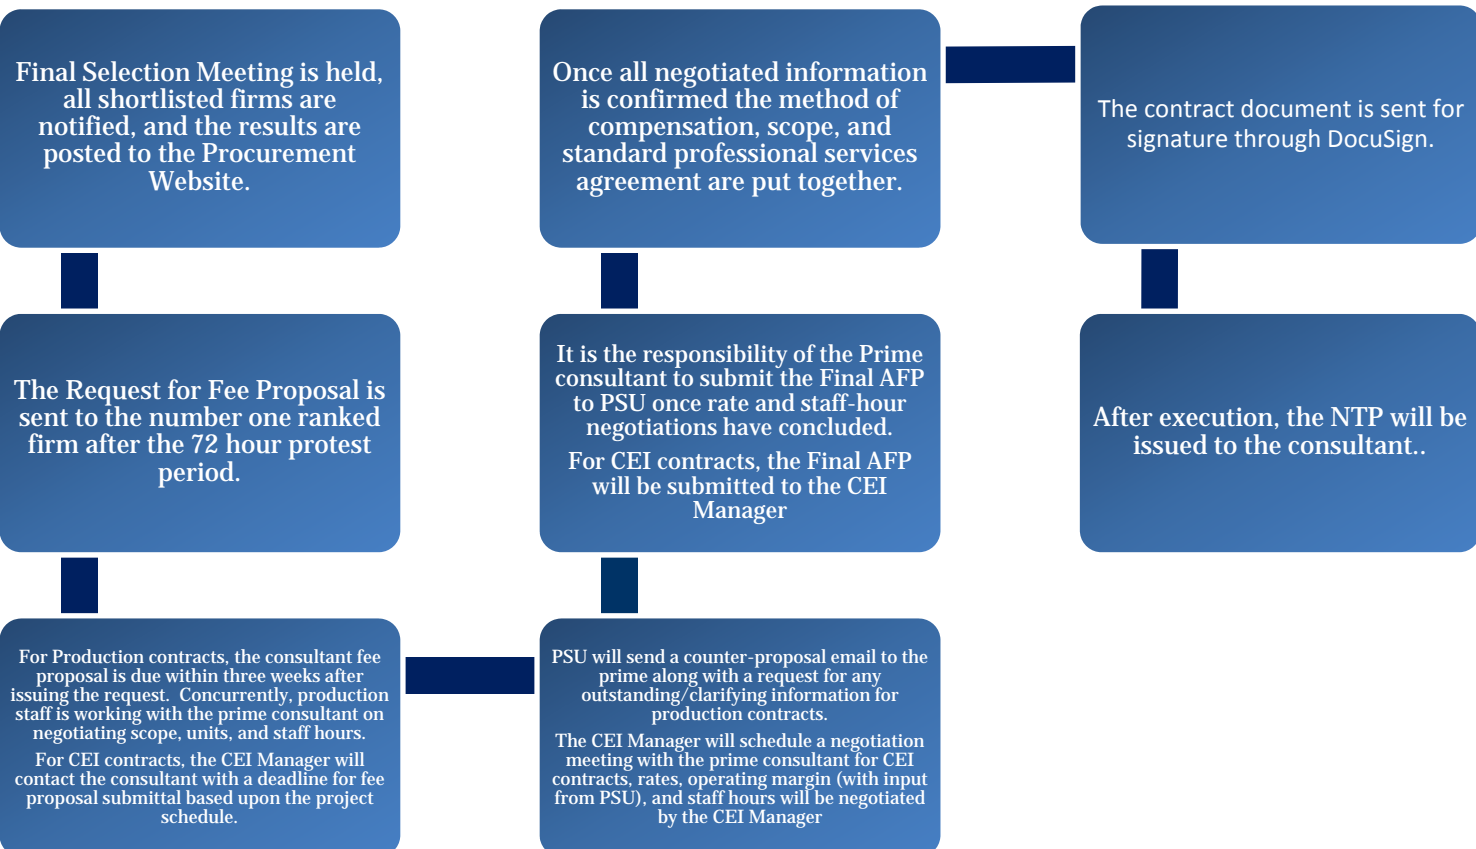 Final Selection Meeting is held,
all shortlisted firms are
notified, and the results are
posted to the Procurement
Website.
The Request for Fee Proposal is
sent to the number one ranked
firm after the 72 hour protest
period.
For Production contracts, the consultant fee
proposal is due within three weeks after
issuing the request.  Concurrently, production
staff is working with the prime consultant on
negotiating scope, units, and staff hours.
For CEI contracts, the CEI Manager will
contact the consultant with a deadline for fee
proposal submittal based upon the project
schedule.
PSU will send a counter-proposal email to the
prime along with a request for any
outstanding/clarifying information for
production contracts.
The CEI Manager will schedule a negotiation
meeting with the prime consultant for CEI
contracts, rates, operating margin (with input
from PSU), and staff hours will be negotiated
by the CEI Manager
It is the responsibility of the Prime
consultant to submit the Final AFP
to PSU once rate and staff-hour
negotiations have concluded.
For CEI contracts, the Final AFP
will be submitted to the CEI
Manager
Once all negotiated information
is confirmed the method of
compensation, scope, and
standard professional services
agreement are put together.
The contract document is sent for
signature through DocuSign.
After execution, the NTP will be
issued to the consultant..